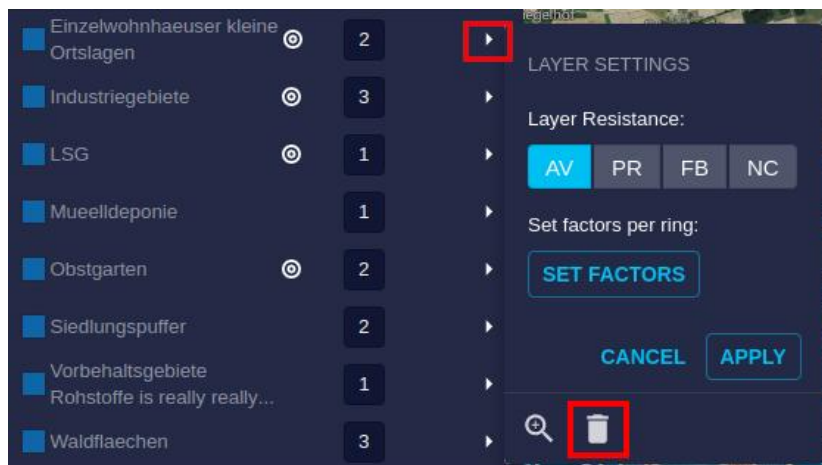 Einzelwohnhaeuser kleine
Ortslagen
2
Industriegebiete
3
LSG
1
Mueelldeponie
1
Obstgarten
2
Siedlungspuffer
2
Vorbehaltsgebiete
Rohstoffe is really really...
1
Waldflaechen
3
LAYER SETTINGS
Layer Resistance:
AV PR FB NC
Set factors per ring:
SET FACTORS
CANCEL APPLY